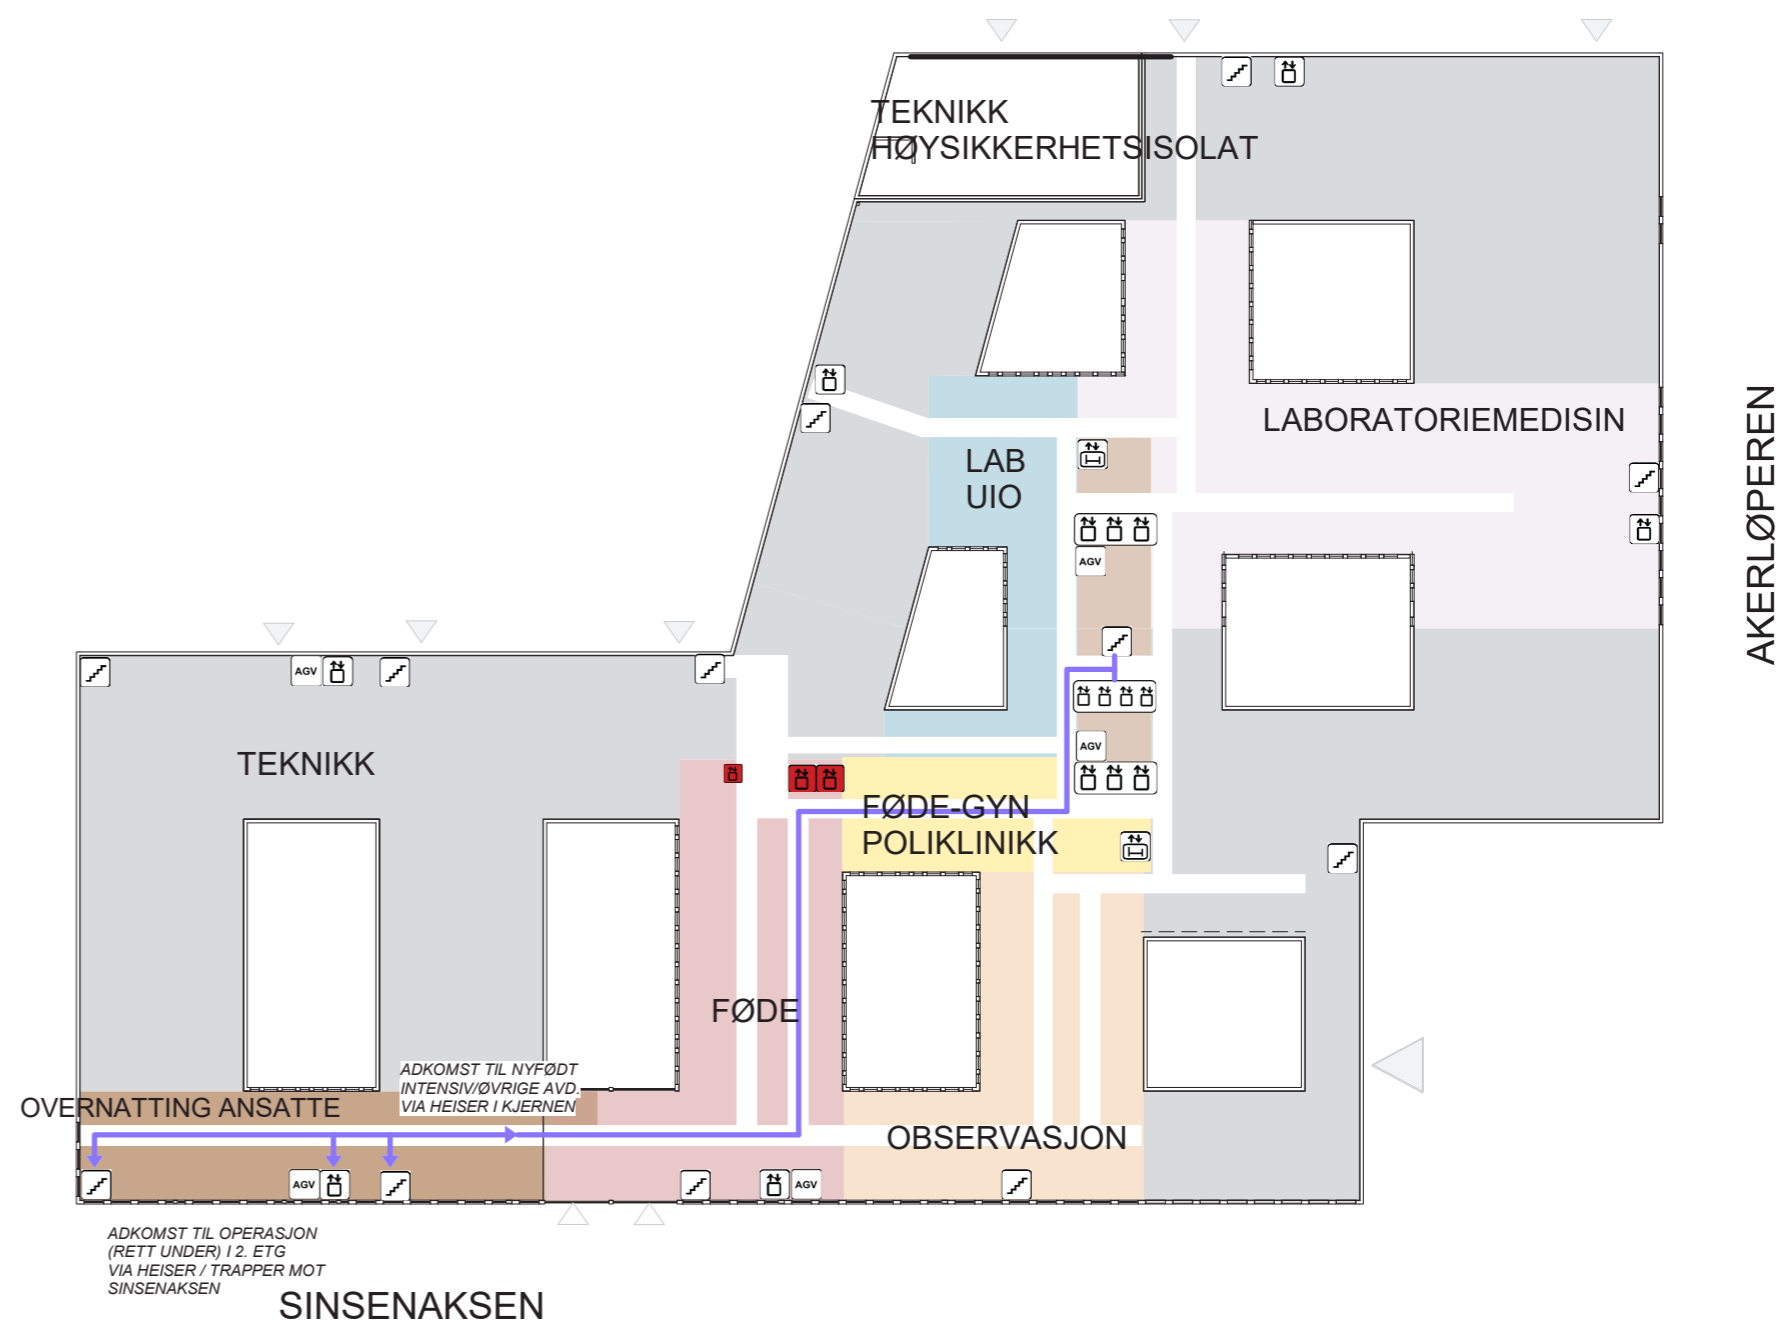 TEKNIKK
HØYSIKKERHETSISOLAT
LABORATORIEMEDISIN
AKERLØPEREN
LAB
UIO
AGV
AGV
TEKNIKK
AGV
FØDE-GYN
POLIKLINIKK
FØDE
ADKOMST TIL NYFØDT
INTENSIV/ØVRIGE AVD.
VIA HEISER I KJERNEN
OVERNATTING ANSATTE
OBSERVASJON
AGV
AGV
ADKOMST TIL OPERASJON
(RETT UNDER) I 2. ETG
VIA HEISER / TRAPPER MOT
SINSENAKSEN
SINSENAKSEN